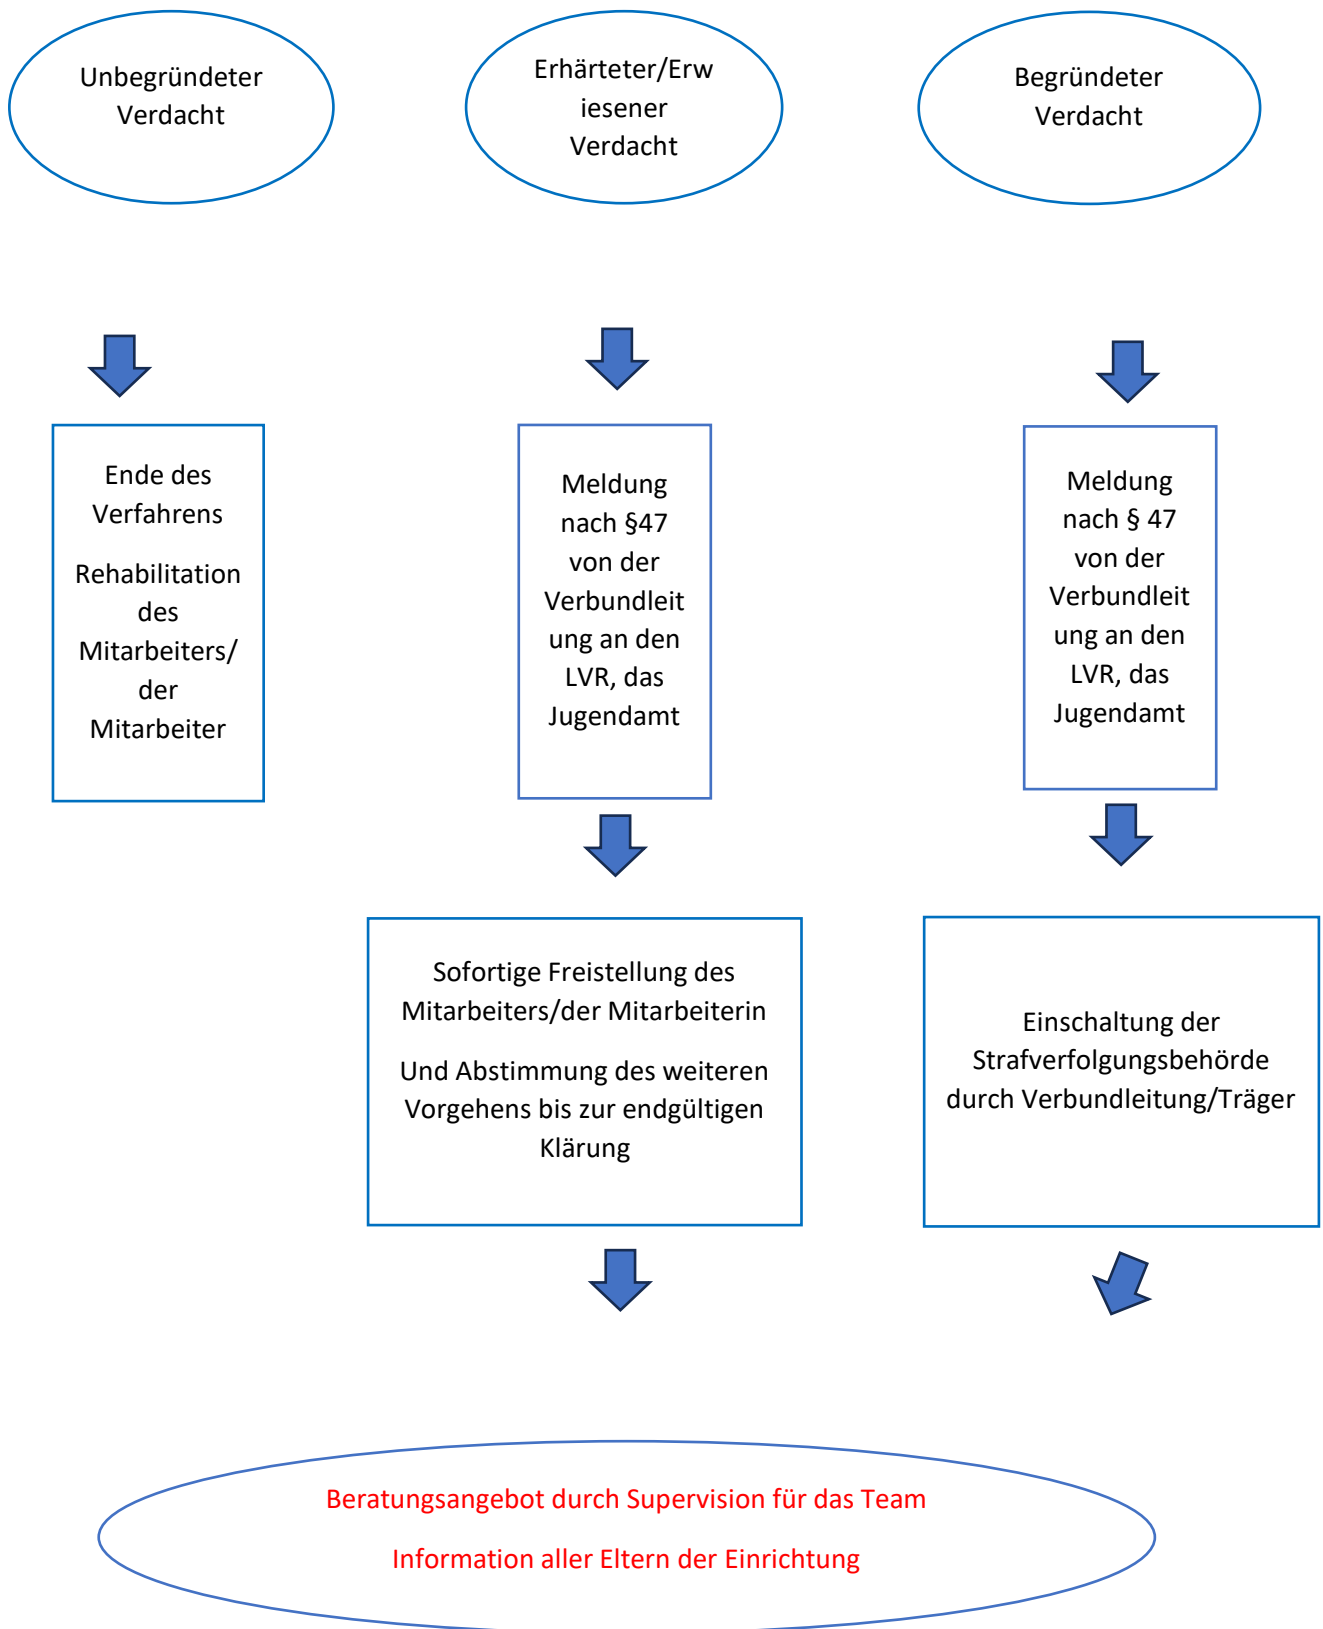 Unbegründeter
Verdacht
Erhärteter/Erw
iesener
Verdacht
Begründeter
Verdacht
Ende des
Verfahrens
Rehabilitation
des
Mitarbeiters/
der
Mitarbeiter
Meldung
nach §47
von der
Verbundleit
ung an den
LVR, das
Jugendamt
Meldung
nach § 47
von der
Verbundleit
ung an den
LVR, das
Jugendamt
Sofortige Freistellung des
Mitarbeiters/der Mitarbeiterin
Und Abstimmung des weiteren
Vorgehens bis zur endgültigen
Klärung
Einschaltung der
Strafverfolgungsbehörde
durch Verbundleitung/Träger
Beratungsangebot durch Supervision für das Team
Information aller Eltern der Einrichtung